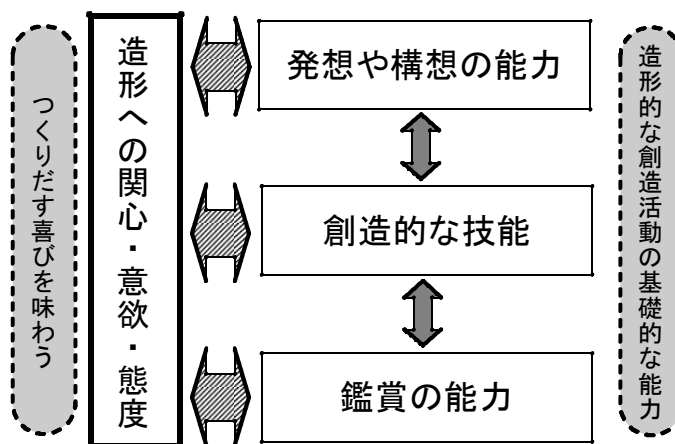 つくりだす喜びを味わう
造形への関心・意欲・態度
発想や構想の能力
創造的な技能
鑑賞の能力
造形的な創造活動の基礎的な能力